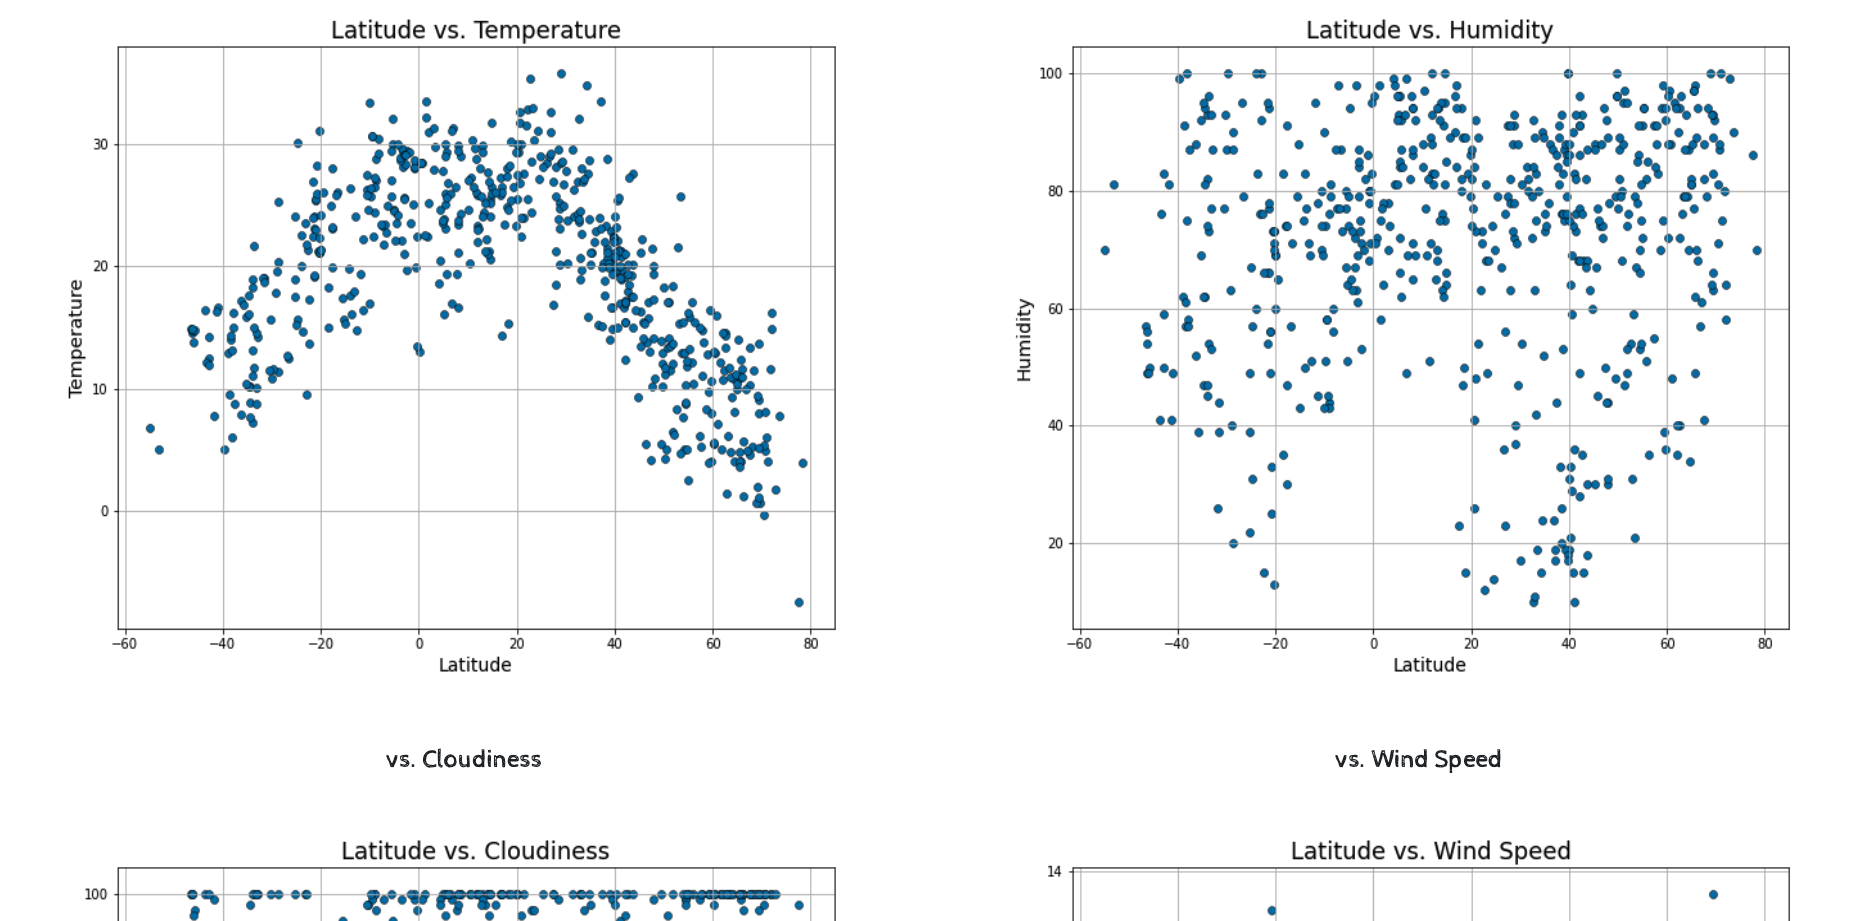 Latitude vs. Temperature
Temperature
30
20
10
0
−60 −40 −20 0 20 40 60 80
Latitude
Latitude vs. Humidity
Humidity
100
80
60
40
20
−60 −40 −20 0 20 40 60 80
Latitude
vs. Cloudiness
vs. Wind Speed
Latitude vs. Cloudiness
100
Latitude vs. Wind Speed
14